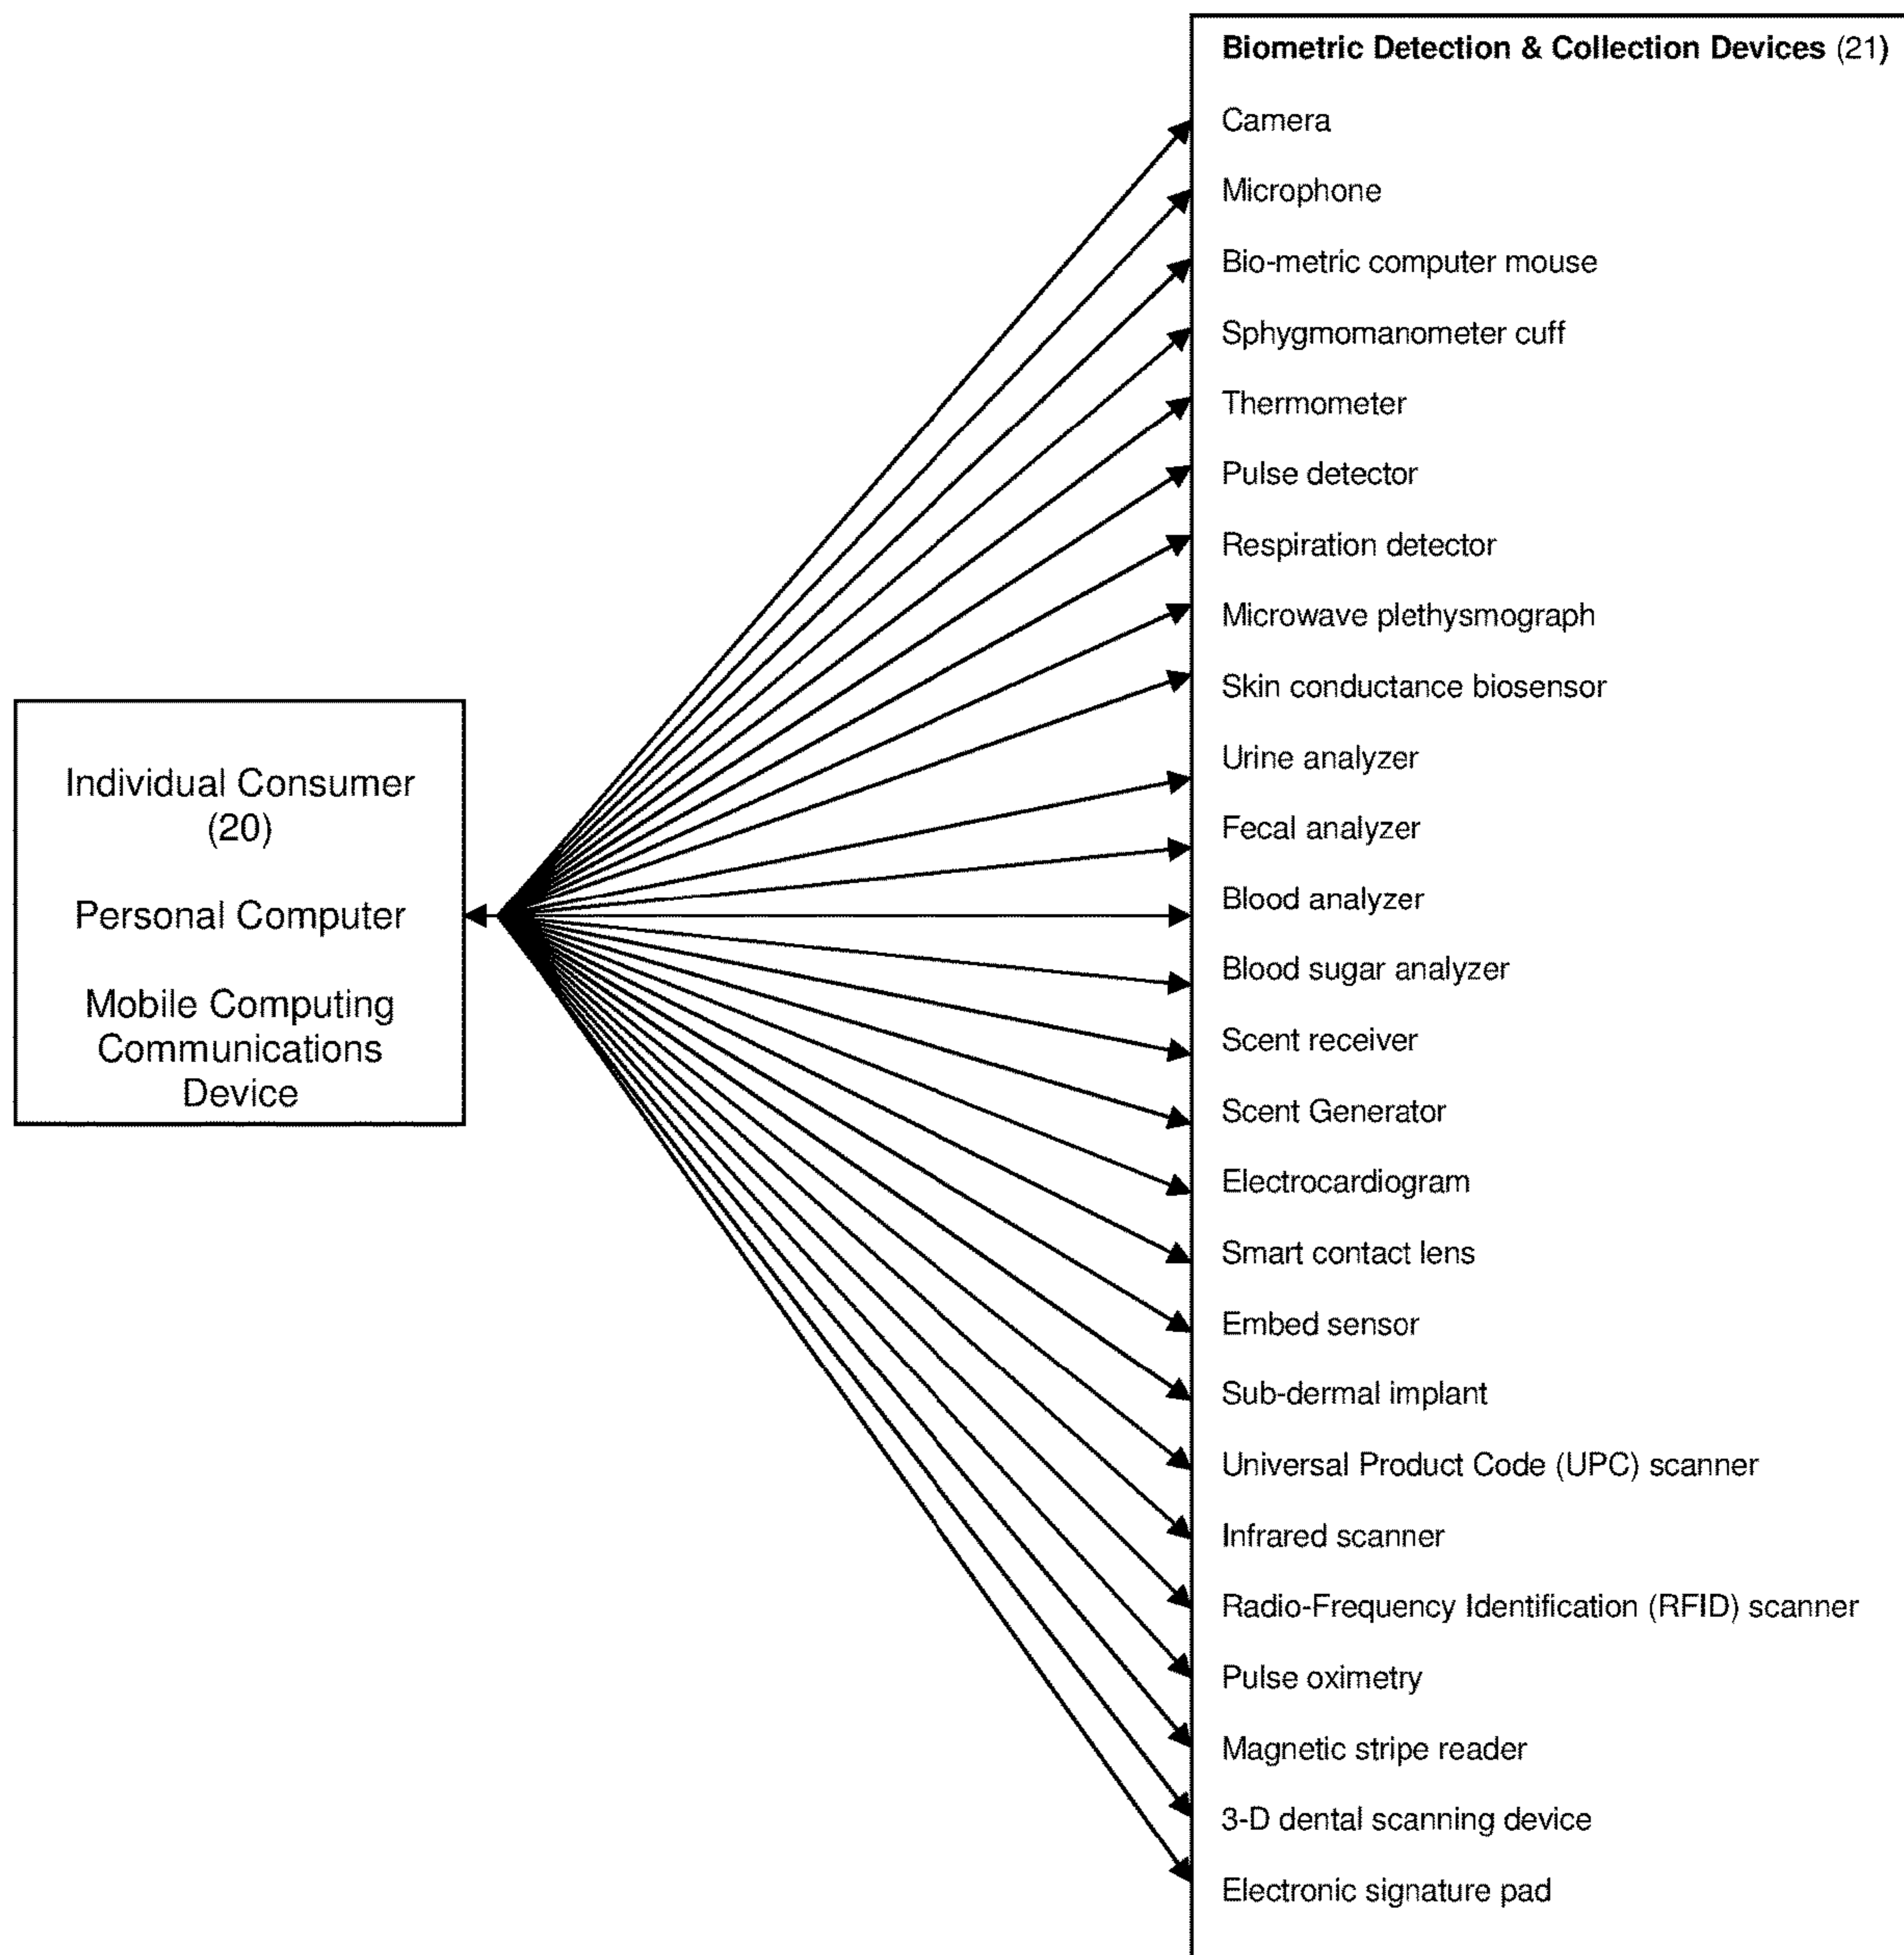 Biometric Detection & Collection Devices (21)
Camera
Microphone
Bio-metric computer mouse
Sphygmomanometer cuff
Thermometer
Pulse detector
Respiration detector
Microwave plethysmograph
Skin conductance biosensor
Urine analyzer
Fecal analyzer
Blood analyzer
Blood sugar analyzer
Scent receiver
Scent Generator
Electrocardiogram
Smart contact lens
Embed sensor
Sub-dermal implant
Universal Product Code (UPC) scanner
Infrared scanner
Radio-Frequency Identification (RFID) scanner
Pulse oximetry
Magnetic stripe reader
3-D dental scanning device
Electronic signature pad
Individual Consumer
(20)
Personal Computer
Mobile Computing
Communications
Device